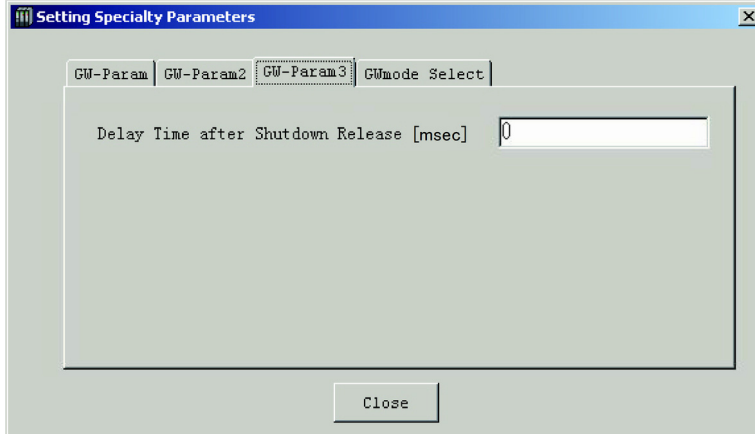 Setting Specialty Parameters
GW-Param GW-Param2 GW-Param3 GWmode Select
Delay Time after Shutdown Release [msec] 0
Close